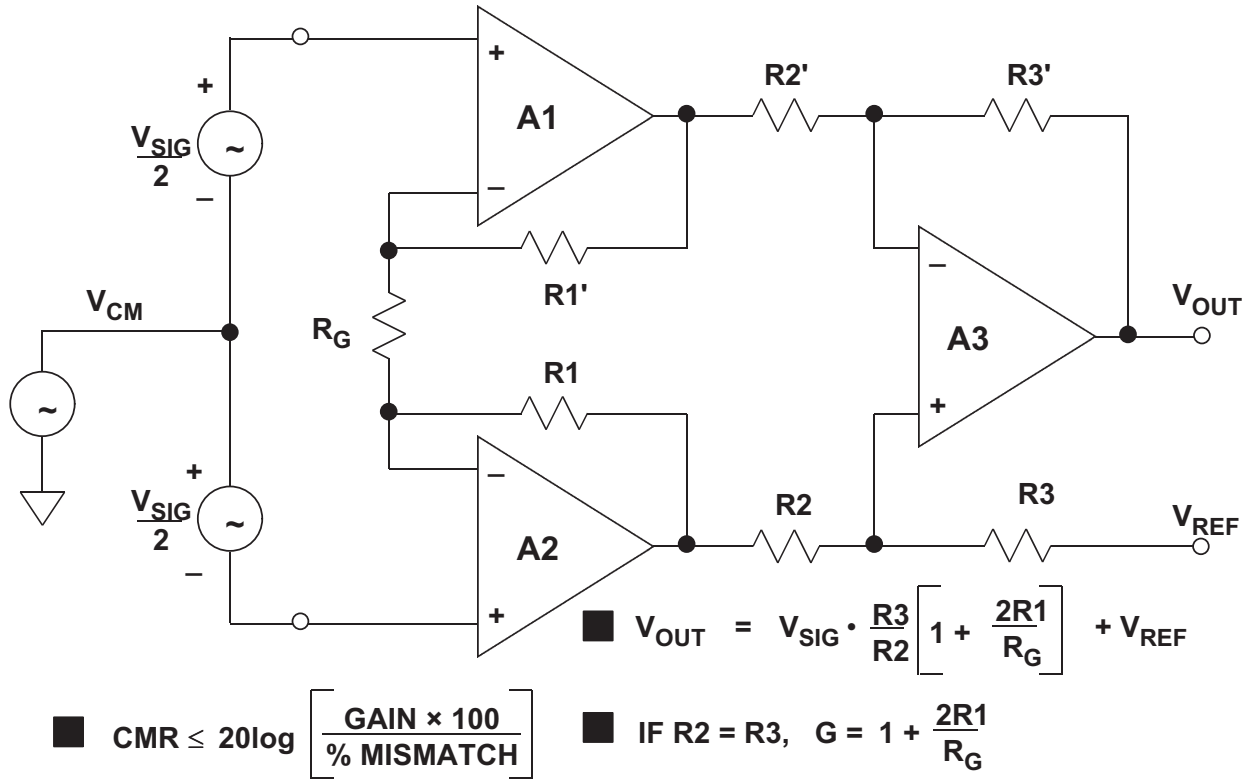 +
A1
–
R2'
R3'
+
V_SIG
2
~
–
R1'
V_CM
R_G
~
R1
–
A3
+
V_OUT
+
V_SIG
2
~
–
–
A2
+
R2
R3
V_REF
■ V_OUT = V_SIG • R3/R2 [1 + 2R1/R_G] + V_REF
■ CMR ≤ 20log [GAIN × 100 / % MISMATCH]
■ IF R2 = R3, G = 1 + 2R1/R_G